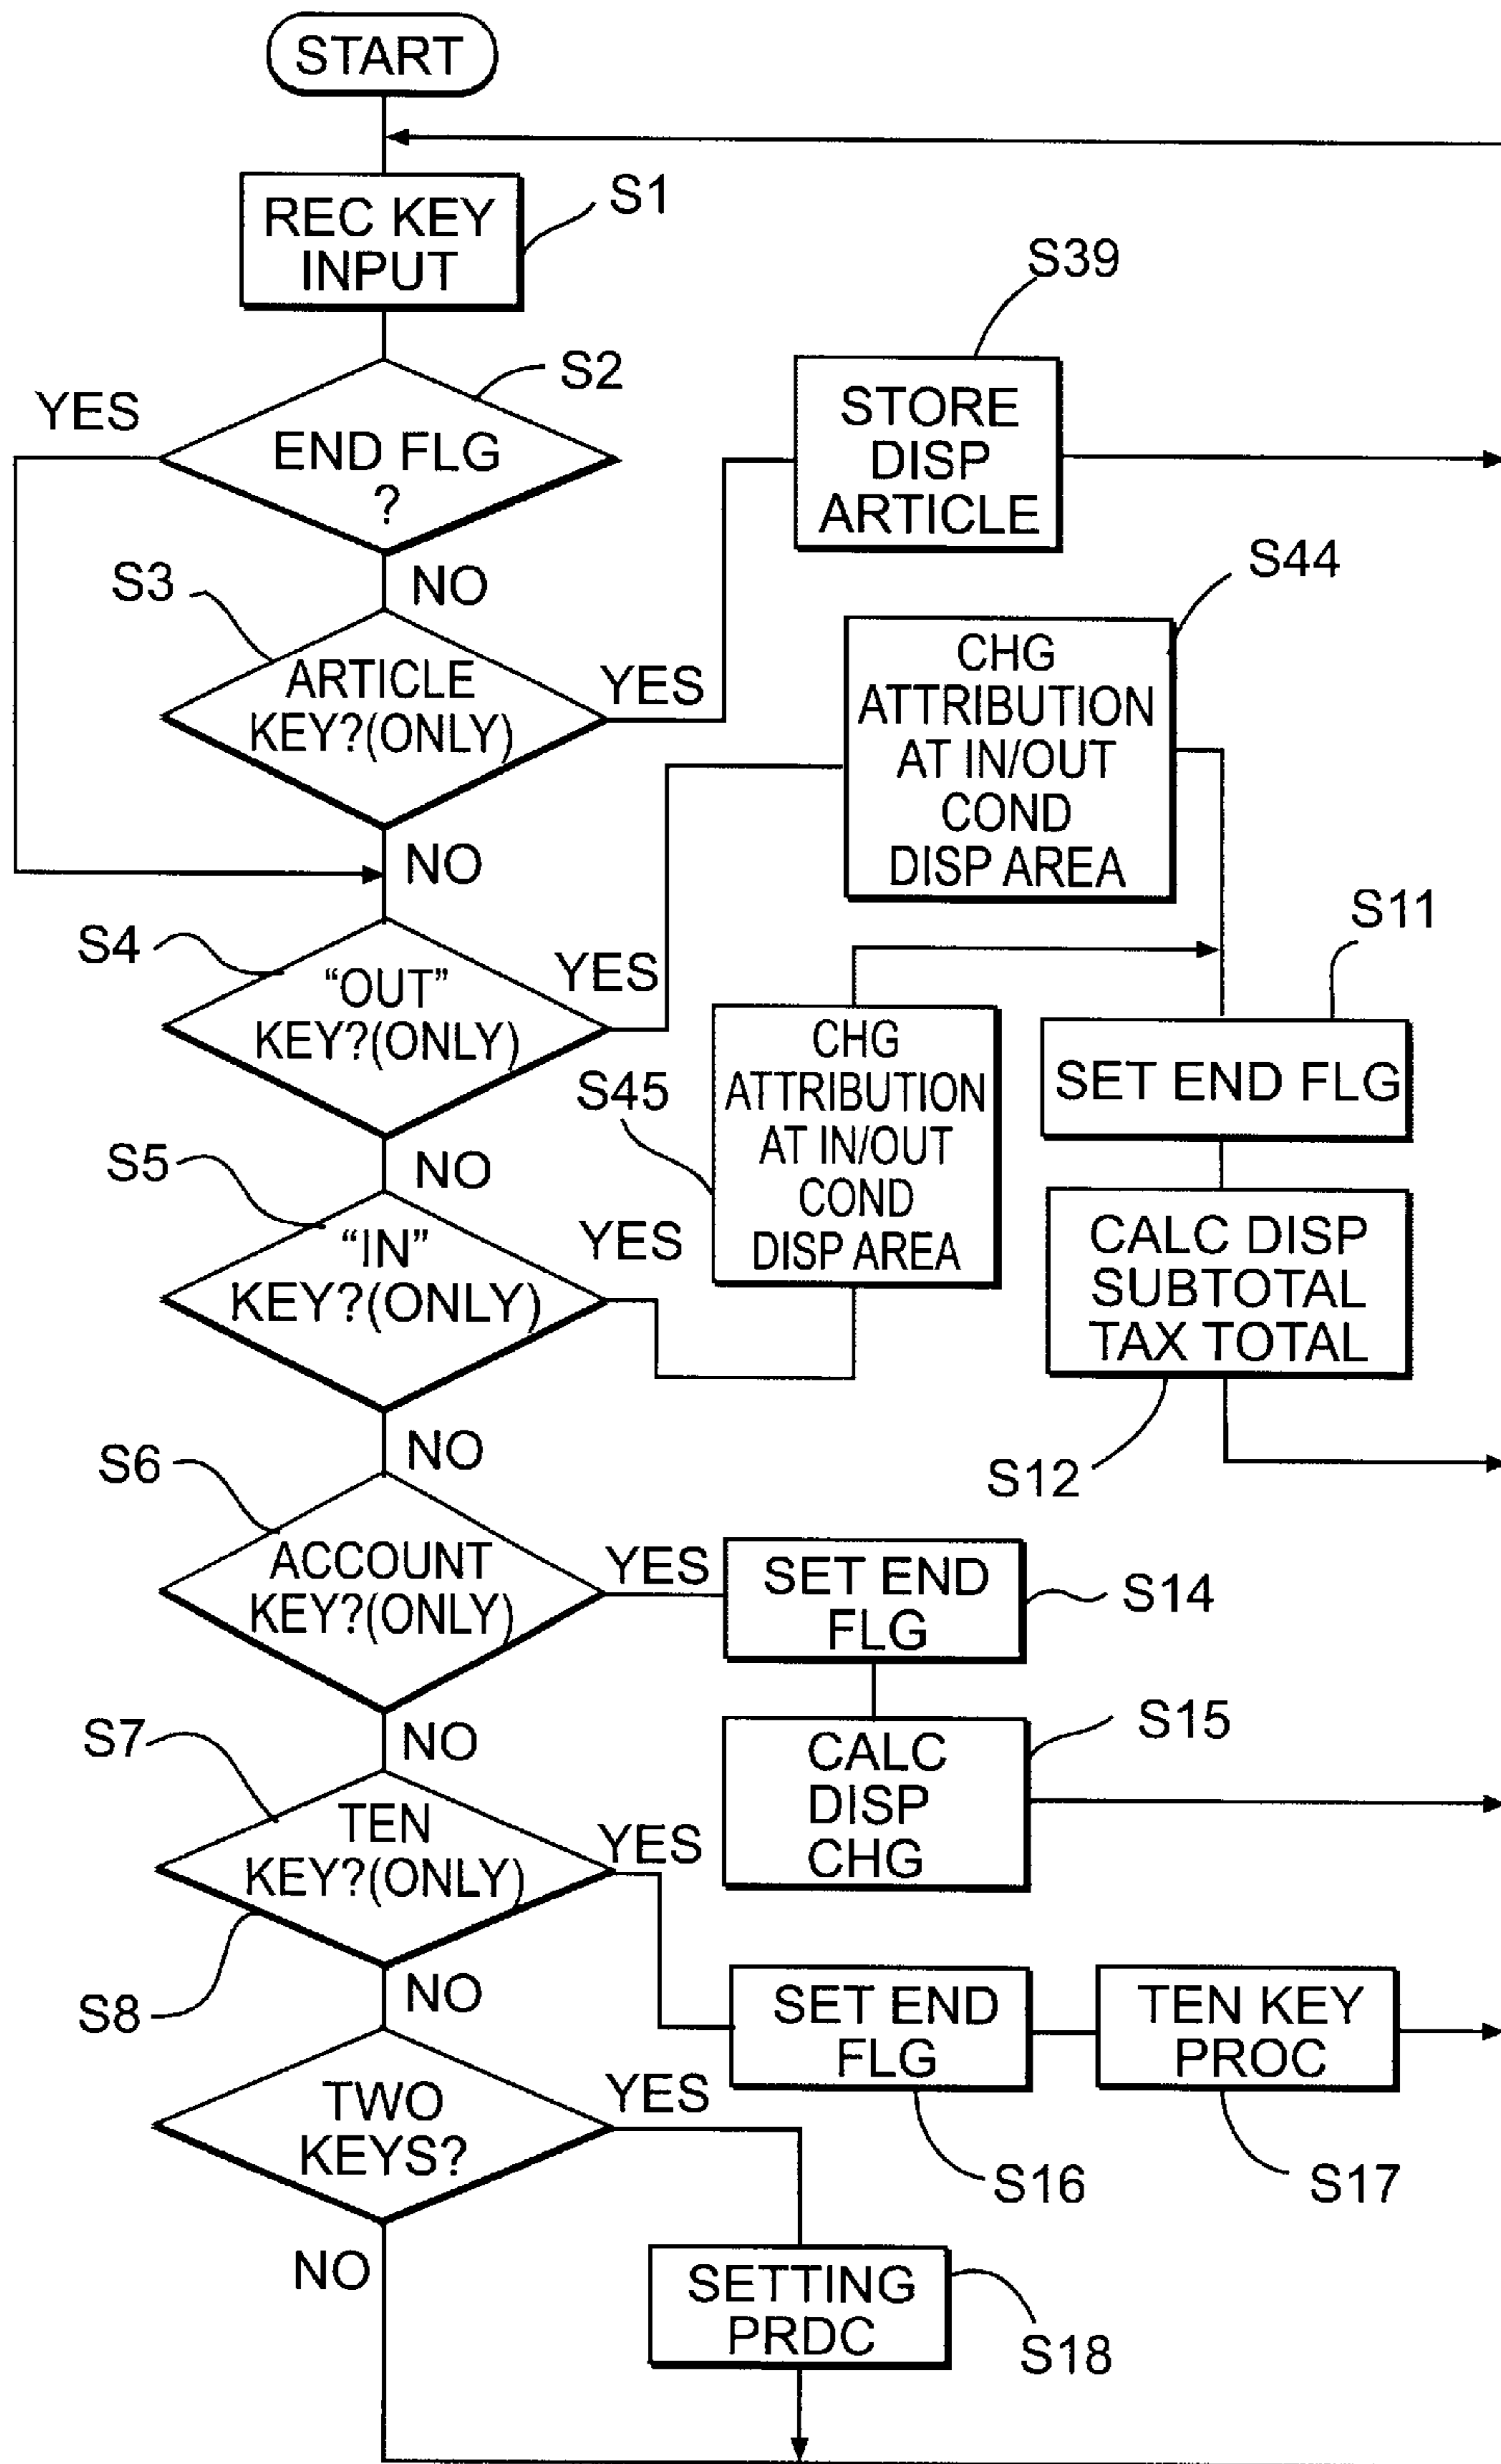 START
REC KEY
INPUT
S1
S39
S2
YES
END FLG
?
STORE
DISP
ARTICLE
S3
NO
S44
ARTICLE
KEY?(ONLY)
YES
CHG
ATTRIBUTION
AT IN/OUT
COND
DISP AREA
NO
S11
S4
“OUT”
KEY?(ONLY)
YES
S45
CHG
ATTRIBUTION
AT IN/OUT
COND
DISP AREA
SET END FLG
S5
NO
“IN”
KEY?(ONLY)
YES
CALC DISP
SUBTOTAL
TAX TOTAL
S12
NO
S6
ACCOUNT
KEY?(ONLY)
YES
SET END
FLG
S14
NO
S15
S7
CALC
DISP
CHG
TEN
KEY?(ONLY)
YES
S8
NO
SET END
FLG
TEN KEY
PROC
TWO
KEYS?
YES
S16
S17
NO
SETTING
PRDC
S18